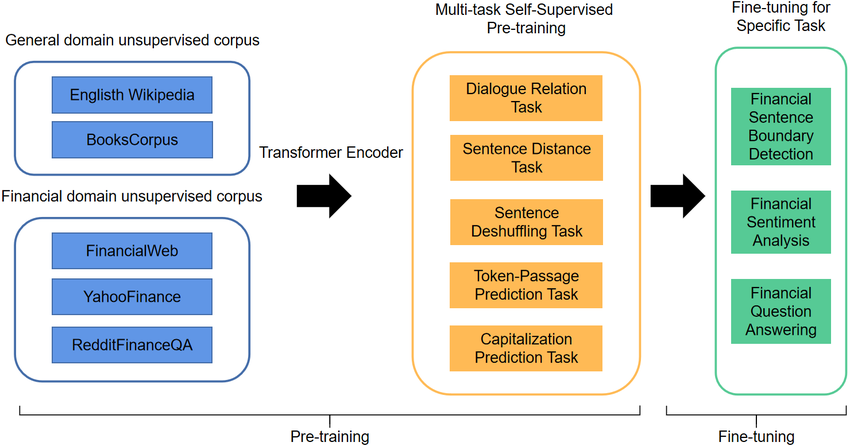 General domain unsupervised corpus
Englisth Wikipedia
BooksCorpus
Financial domain unsupervised corpus
FinancialWeb
YahooFinance
RedditFinanceQA
Transformer Encoder
Multi-task Self-Supervised
Pre-training
Dialogue Relation
Task
Sentence Distance
Task
Sentence
Deshuffling Task
Token-Passage
Prediction Task
Capitalization
Prediction Task
Fine-tuning for
Specific Task
Financial
Sentence
Boundary
Detection
Financial
Sentiment
Analysis
Financial
Question
Answering
Pre-training
Fine-tuning